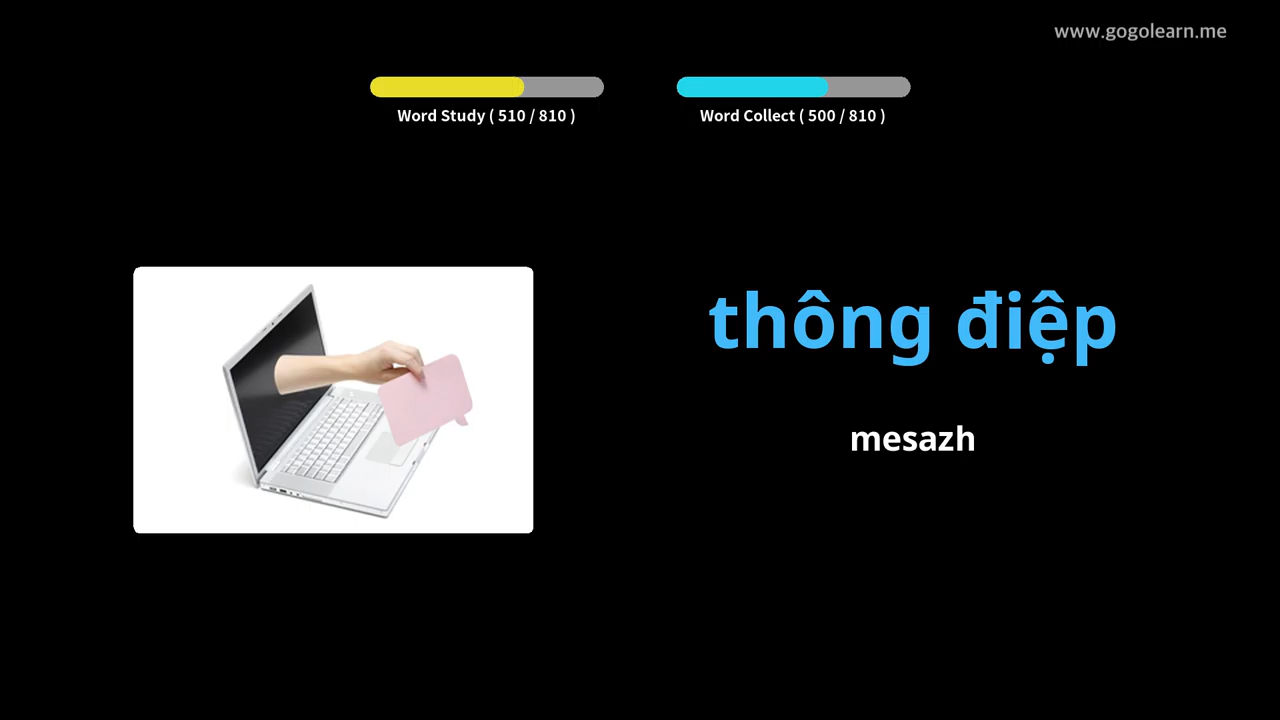 www.gogolearn.me
Word Study ( 510 / 810 )
Word Collect ( 500 / 810 )
thông điệp
mesazh